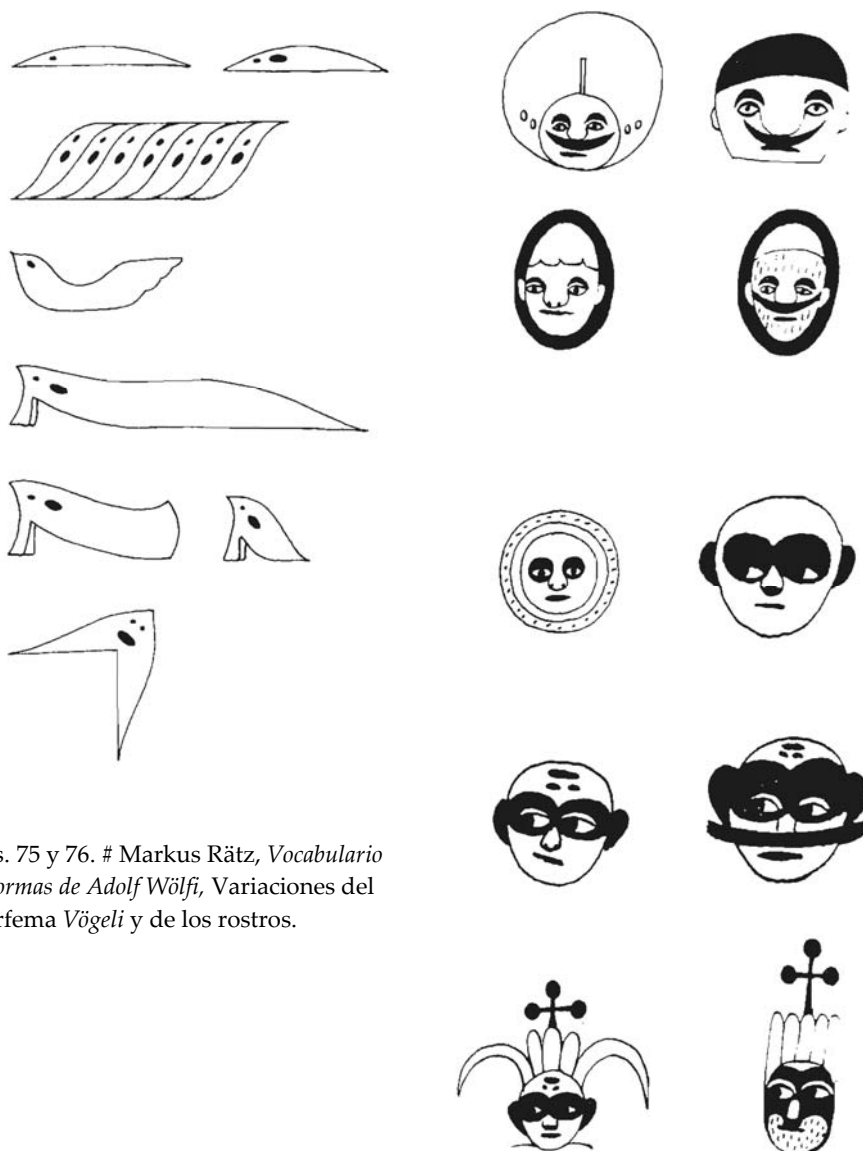 s. 75 y 76. # Markus Rätz, Vocabulario
ormas de Adolf Wölfi, Variaciones del
rfema Vögeli y de los rostros.